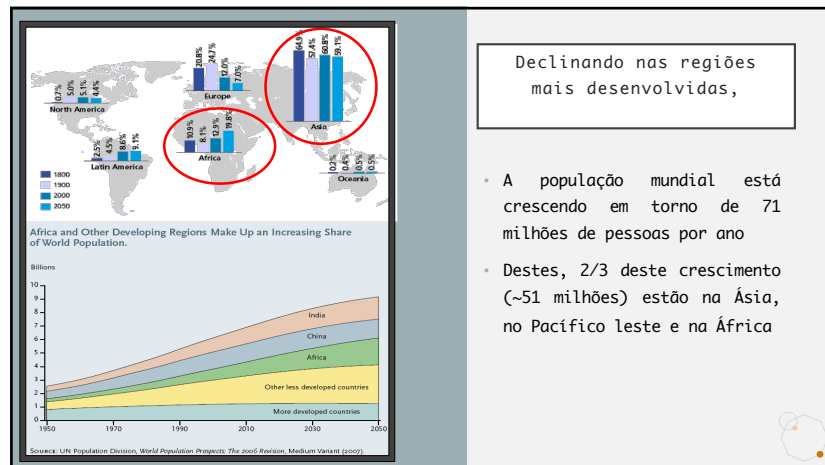 0.7%
5.0%
5.1%
4.4%
North America
20.8%
24.7%
12.0%
7.0%
Europe
64.9%
57.4%
60.8%
59.1%
Asia
2.5%
4.5%
8.6%
9.1%
Latin America
10.9%
8.1%
12.9%
19.8%
Africa
0.2%
0.4%
0.5%
0.5%
Oceania
1800
1900
2000
2050
Africa and Other Developing Regions Make Up an Increasing Share
of World Population.
Billions
10
9
8
7
6
5
4
3
2
1
0
India
China
Africa
Other less developed countries
More developed countries
1950
1970
1990
2010
2030
2050
SOURCE: UN Population Division, World Population Prospects: The 2006 Revision, Medium Variant (2007).
Declinando nas regiões
mais desenvolvidas,
• A população mundial está
crescendo em torno de 71
milhões de pessoas por ano
• Destes, 2/3 deste crescimento
(~51 milhões) estão na Ásia,
no Pacífico leste e na África